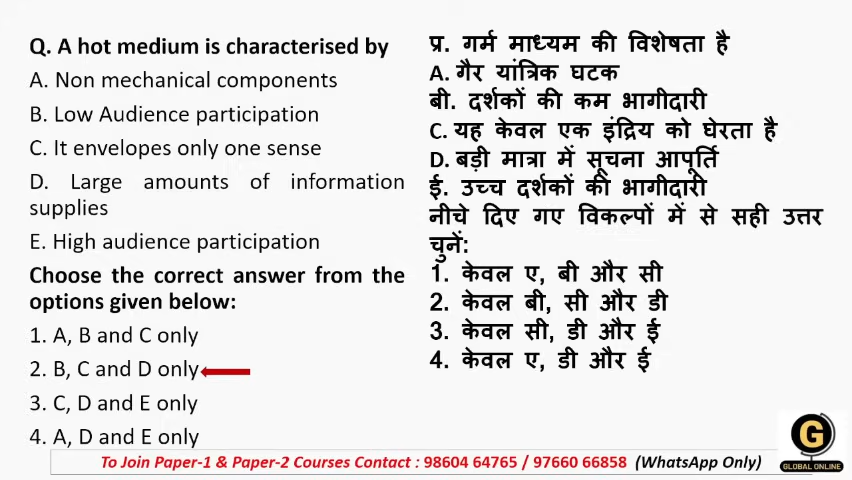 Q. A hot medium is characterised by
A. Non mechanical components
B. Low Audience participation
C. It envelopes only one sense
D. Large amounts of information
supplies
E. High audience participation
Choose the correct answer from the
options given below:
1. A, B and C only
2. B, C and D only
3. C, D and E only
4. A, D and E only
प्र. गर्म माध्यम की विशेषता है
A. गैर यांत्रिक घटक
बी. दर्शकों की कम भागीदारी
C. यह केवल एक इंद्रिय को घेरता है
D. बड़ी मात्रा में सूचना आपूर्ति
ई. उच्च दर्शकों की भागीदारी
नीचे दिए गए विकल्पों में से सही उत्तर
चुनें:
1. केवल ए, बी और सी
2. केवल बी, सी और डी
3. केवल सी, डी और ई
4. केवल ए, डी और ई
To Join Paper-1 & Paper-2 Courses Contact : 98604 64765 / 97660 66858 (WhatsApp Only)
G
GLOBAL ONLINE